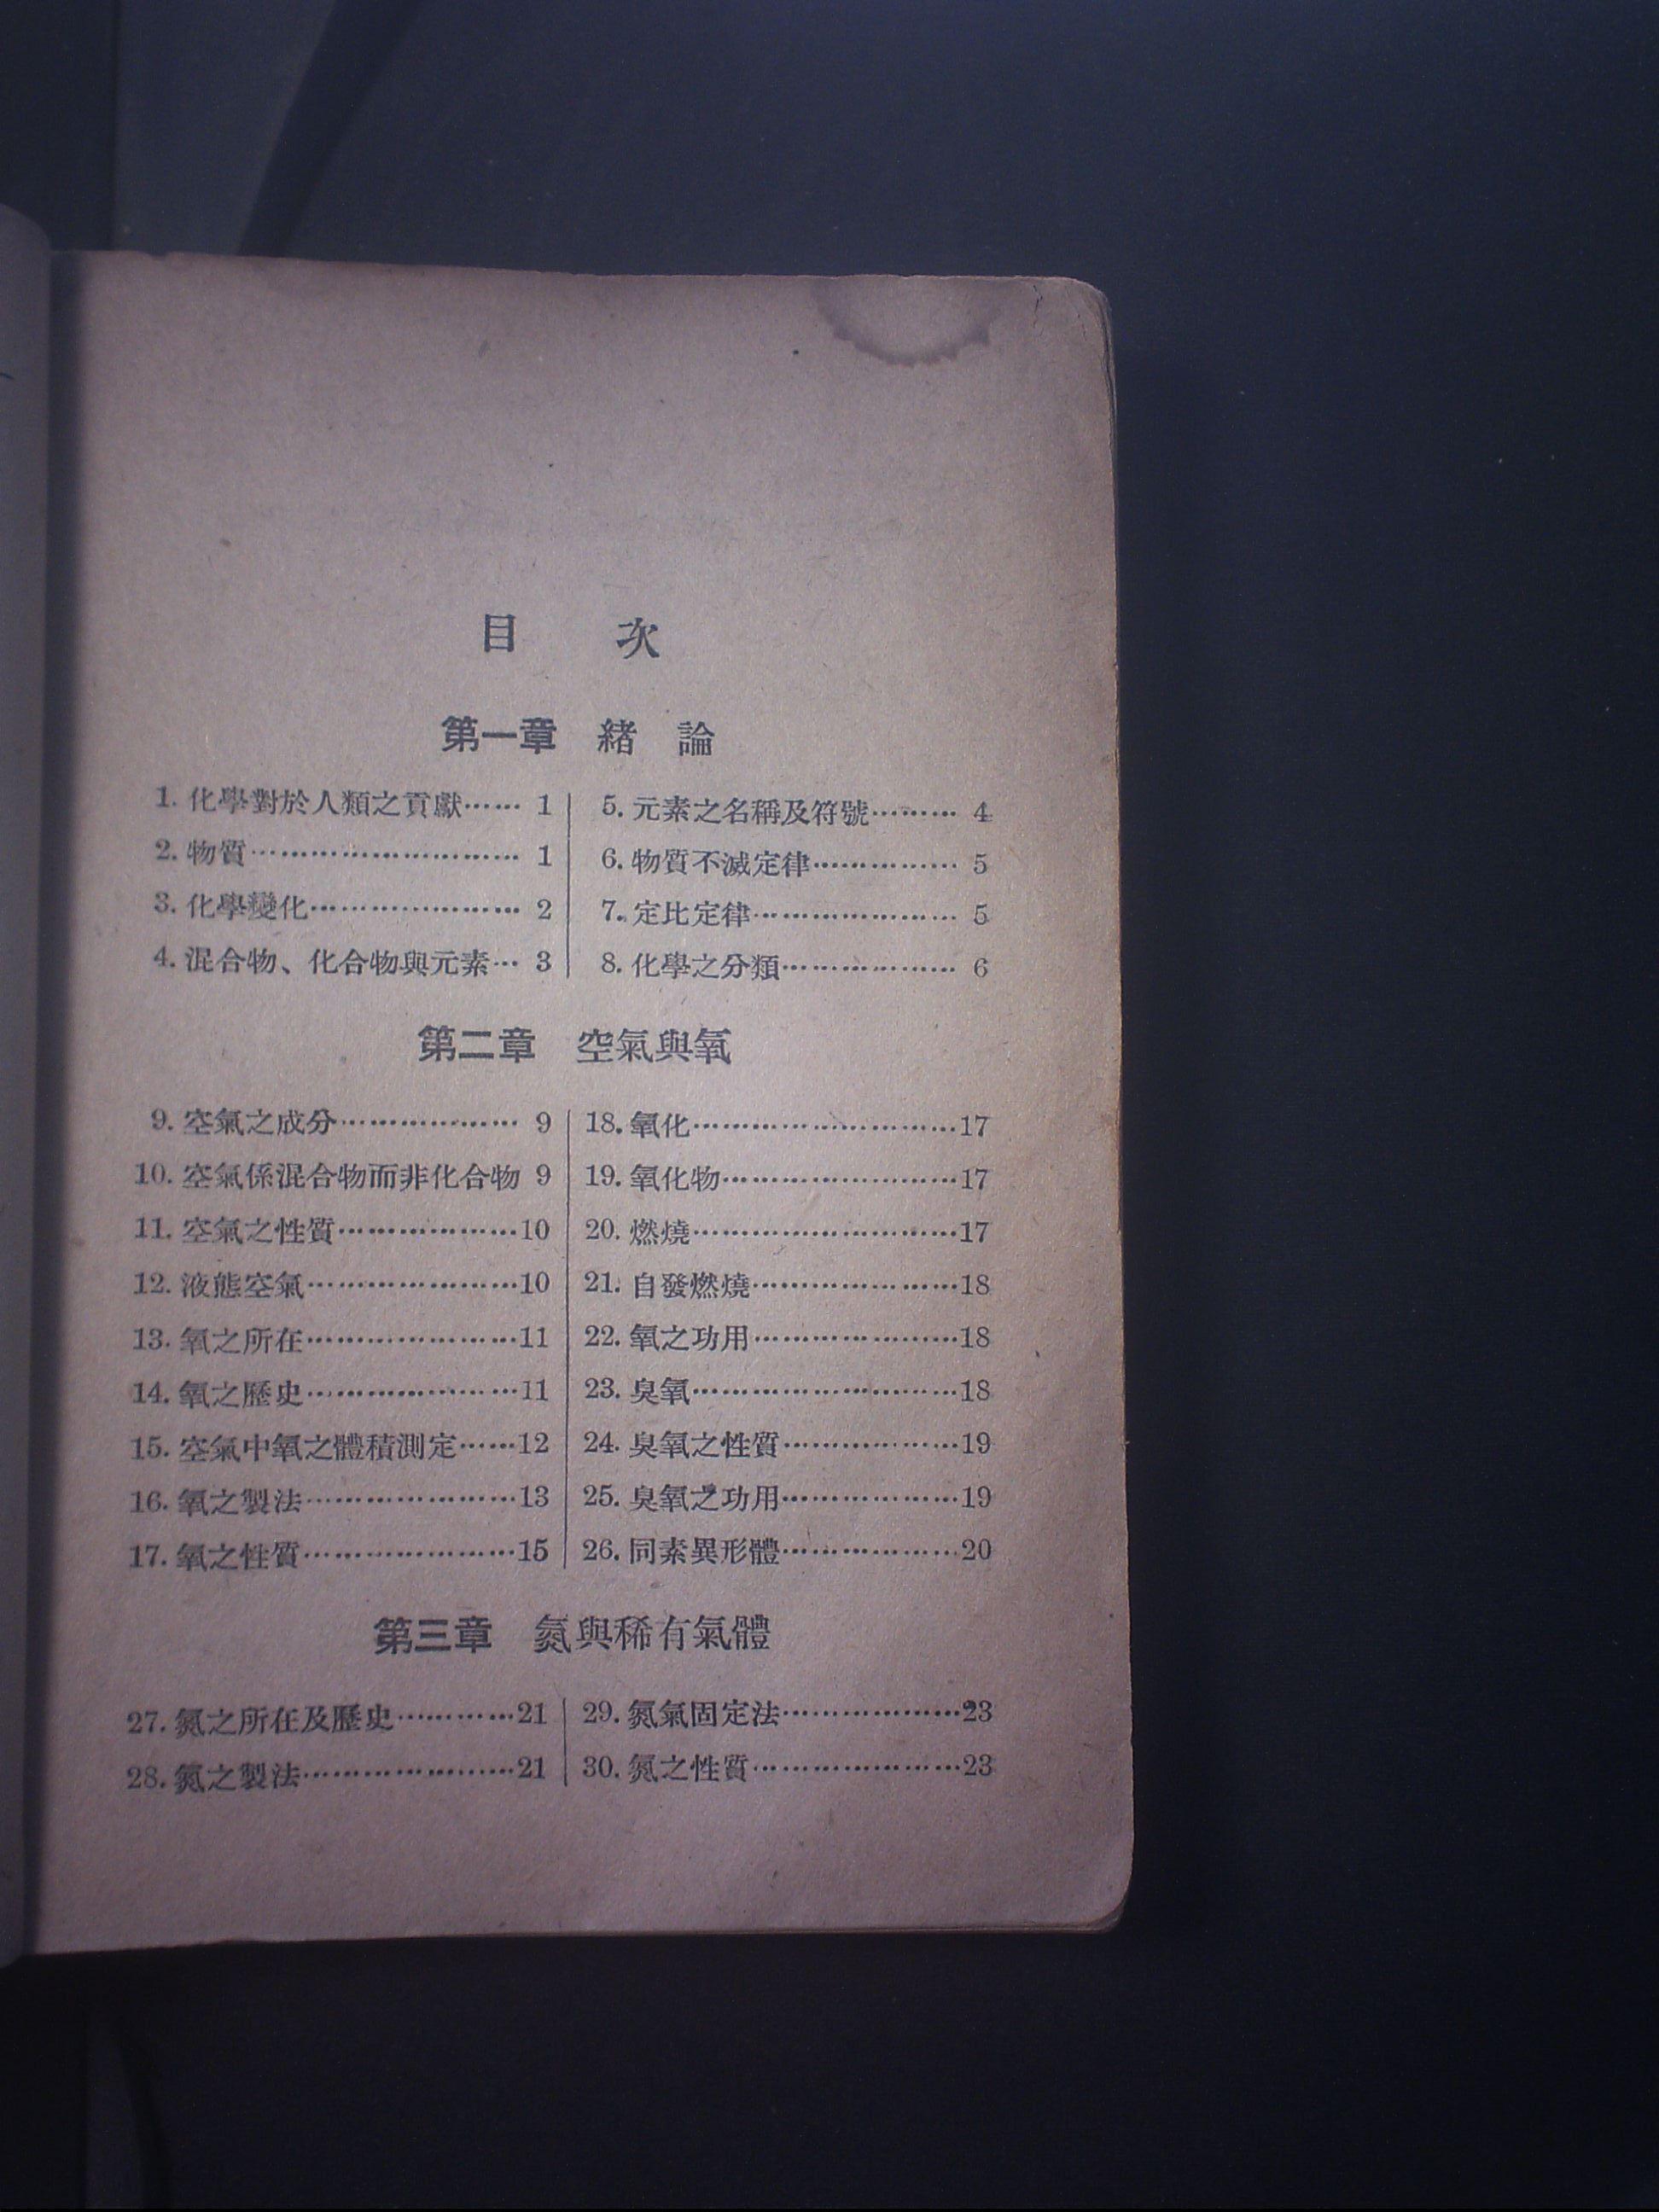 目 次
第一章 緒 論
1. 化學對於人類之貢獻…… 1
2. 物質……………………… 1
3. 化學變化………………… 2
4. 混合物、化合物與元素… 3
5. 元素之名稱及符號……… 4
6. 物質不滅定律…………… 5
7. 定比定律………………… 5
8. 化學之分類……………… 6
第二章 空氣與氧
9. 空氣之成分……………… 9
10. 空氣係混合物而非化合物 9
11. 空氣之性質………………10
12. 液態空氣…………………10
13. 氧之所在…………………11
14. 氧之歷史…………………11
15. 空氣中氧之體積測定……12
16. 氧之製法…………………13
17. 氧之性質…………………15
18. 氧化………………………17
19. 氧化物……………………17
20. 燃燒………………………17
21. 自發燃燒…………………18
22. 氧之功用…………………18
23. 臭氧………………………18
24. 臭氧之性質………………19
25. 臭氧之功用………………19
26. 同素異形體………………20
第三章 氮與稀有氣體
27. 氮之所在及歷史…………21
28. 氮之製法…………………21
29. 氮氣固定法………………23
30. 氮之性質…………………23